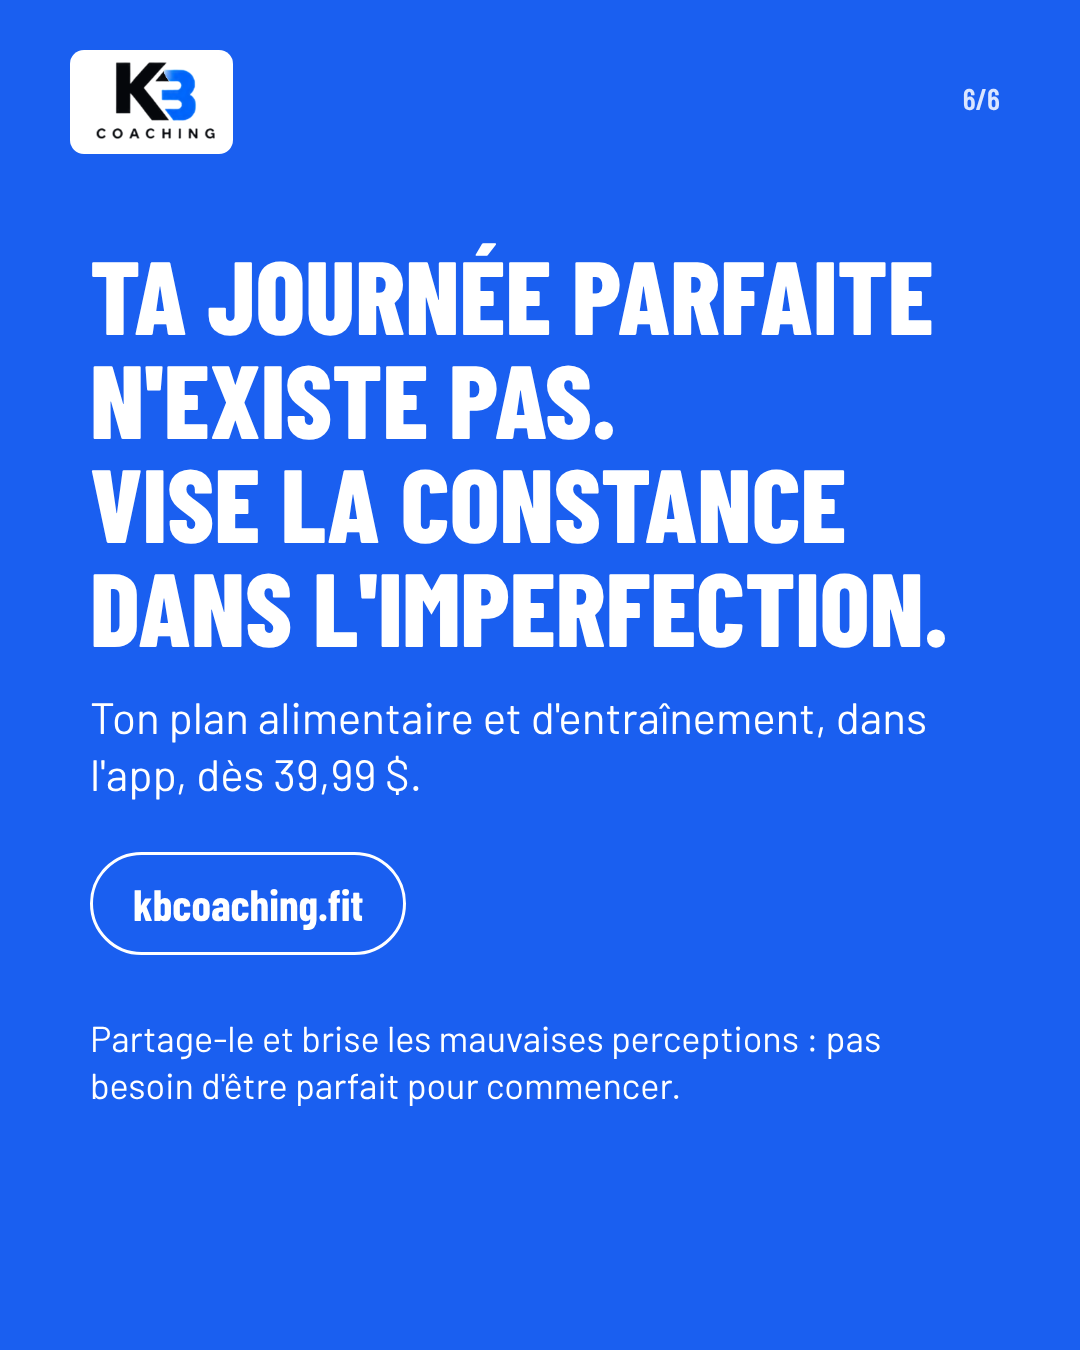 KB
COACHING
6/6
TA JOURNÉE PARFAITE
N'EXISTE PAS.
VISE LA CONSTANCE
DANS L'IMPERFECTION.
Ton plan alimentaire et d'entraînement, dans
l'app, dès 39,99 $.
kbcoaching.fit
Partage-le et brise les mauvaises perceptions : pas
besoin d'être parfait pour commencer.